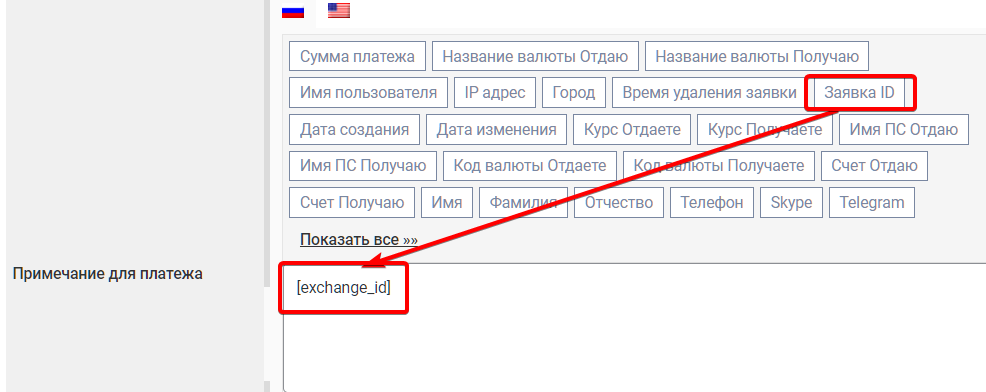 Сумма платежа Название валюты Отдаю Название валюты Получаю
Имя пользователя IP адрес Город Время удаления заявки Заявка ID
Дата создания Дата изменения Курс Отдаете Курс Получаете Имя ПС Отдаю
Имя ПС Получаю Код валюты Отдаете Код валюты Получаете Счет Отдаю
Счет Получаю Имя Фамилия Отчество Телефон Skype Telegram
Показать все »»
Примечание для платежа
[exchange_id]